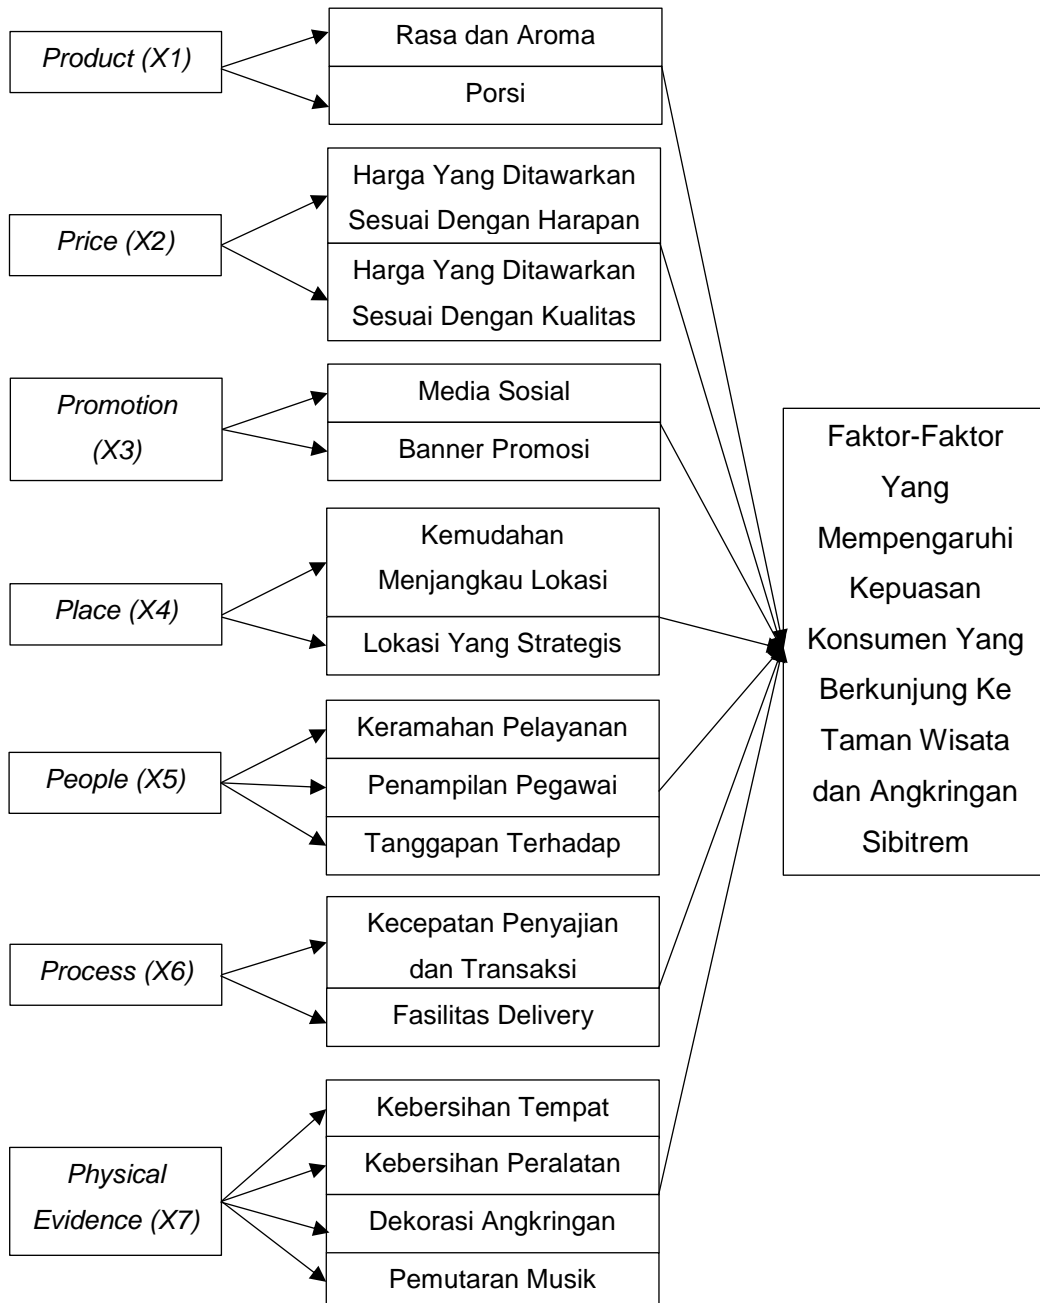 Product (X1)
Rasa dan Aroma
Porsi
Price (X2)
Harga Yang Ditawarkan
Sesuai Dengan Harapan
Harga Yang Ditawarkan
Sesuai Dengan Kualitas
Promotion
(X3)
Media Sosial
Banner Promosi
Place (X4)
Kemudahan
Menjangkau Lokasi
Lokasi Yang Strategis
People (X5)
Keramahan Pelayanan
Penampilan Pegawai
Tanggapan Terhadap
Process (X6)
Kecepatan Penyajian
dan Transaksi
Fasilitas Delivery
Physical
Evidence (X7)
Kebersihan Tempat
Kebersihan Peralatan
Dekorasi Angkringan
Pemutaran Musik
Faktor-Faktor
Yang
Mempengaruhi
Kepuasan
Konsumen Yang
Berkunjung Ke
Taman Wisata
dan Angkringan
Sibitrem